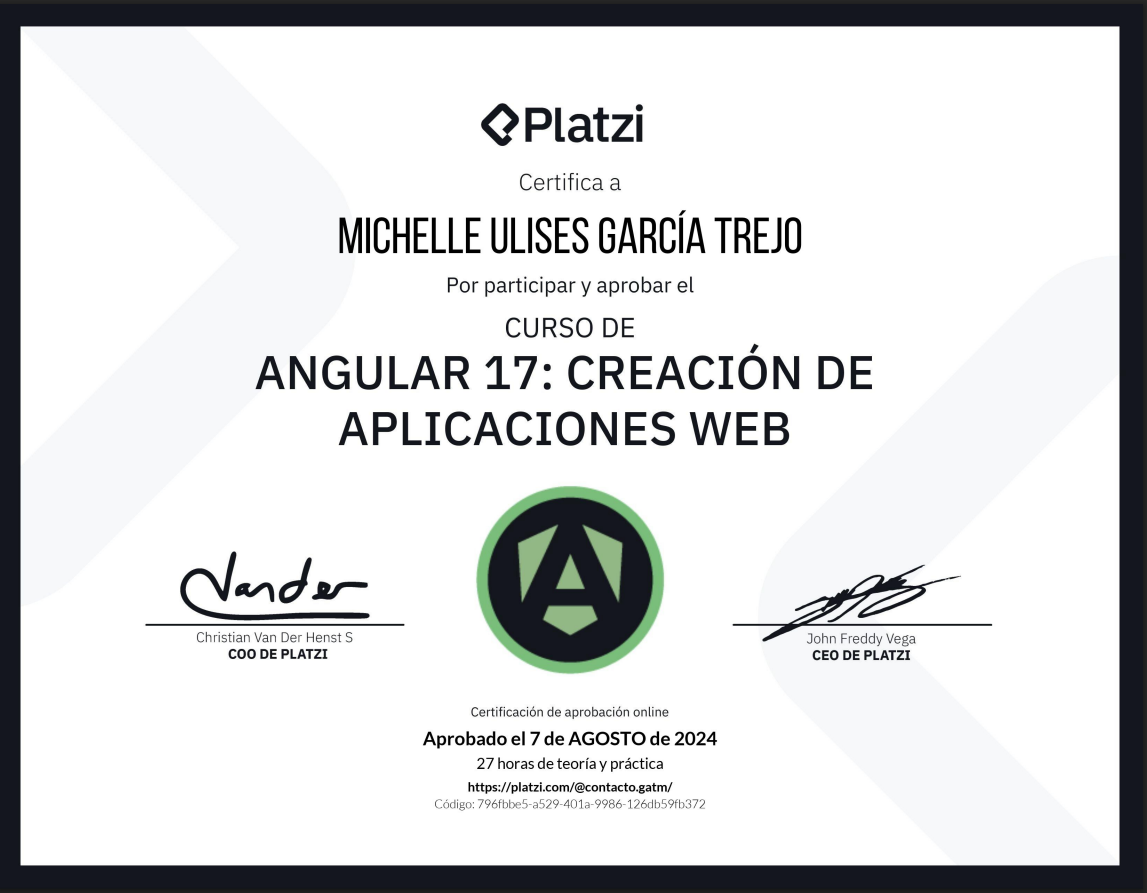 Platzi
Certifica a
MICHELLE ULISES GARCÍA TREJO
Por participar y aprobar el
CURSO DE
ANGULAR 17: CREACIÓN DE
APLICACIONES WEB
Vander
Christian Van Der Henst S
COO DE PLATZI
John Freddy Vega
CEO DE PLATZI
Certificación de aprobación online
Aprobado el 7 de AGOSTO de 2024
27 horas de teoría y práctica
https://platzi.com/@contacto.gatm/
Código: 796fbbe5-a529-401a-9986-126db59fb372